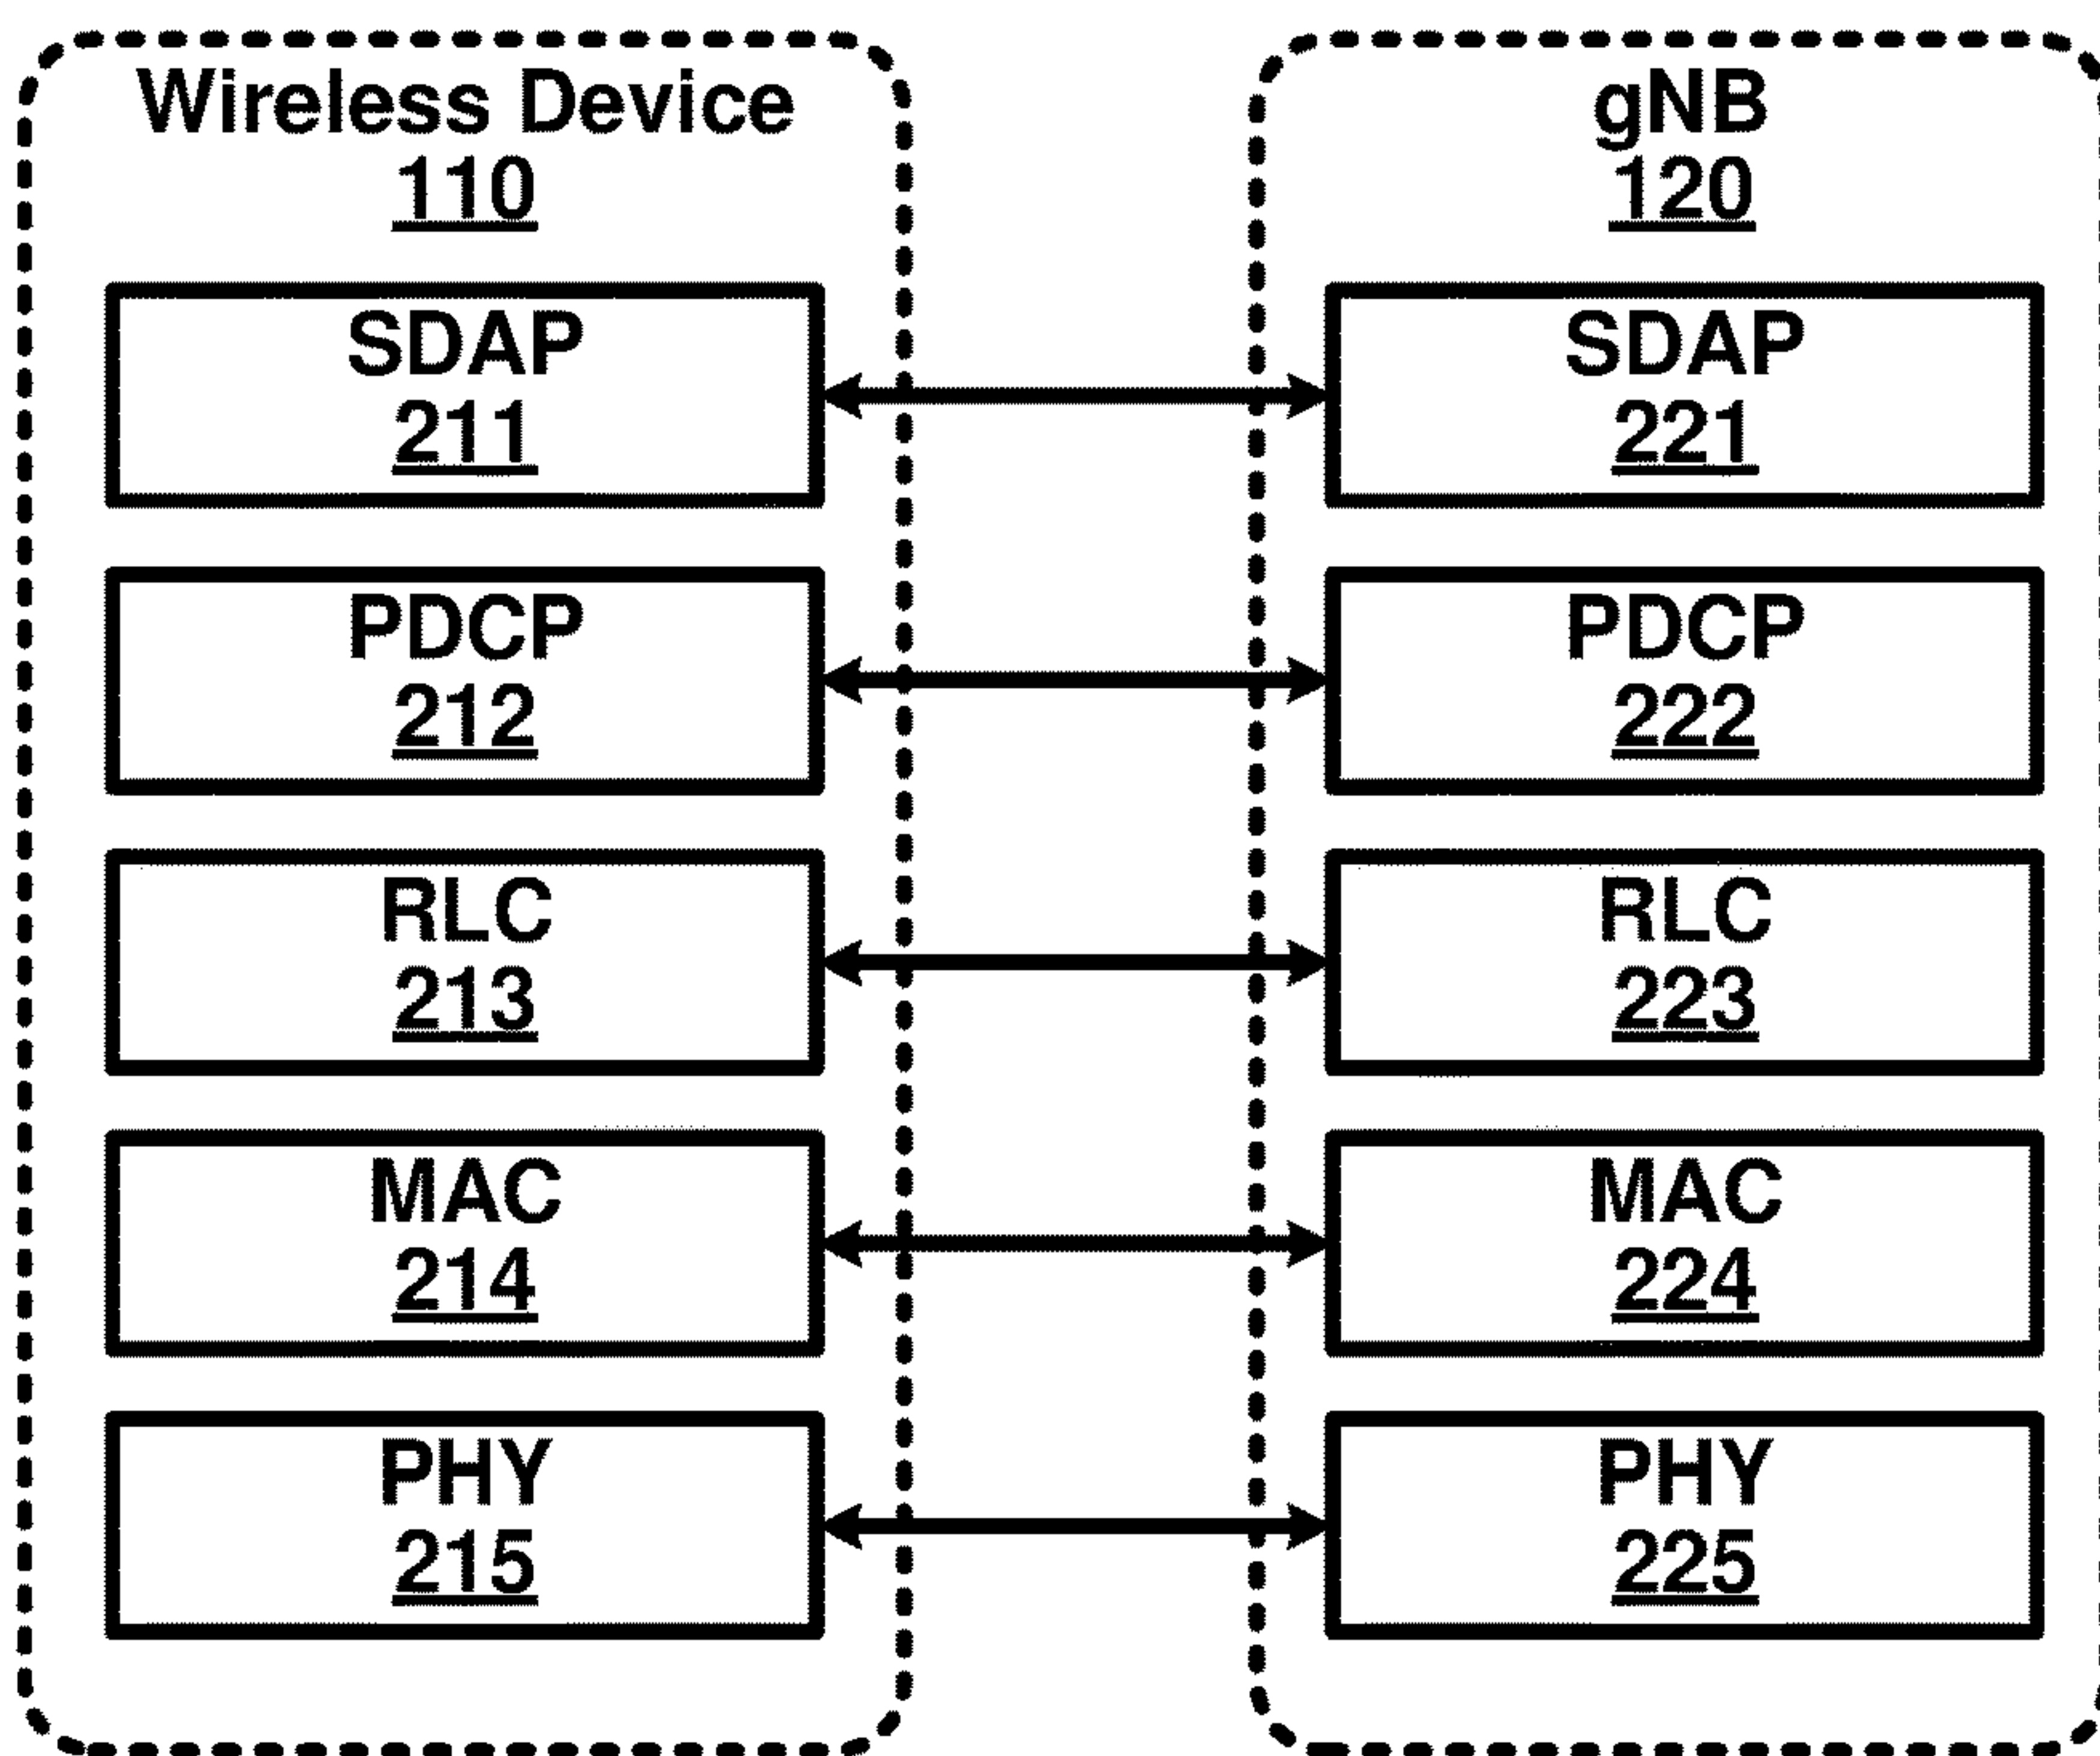 Wireless Device
110
SDAP
211
PDCP
212
RLC
213
MAC
214
PHY
215
gNB
120
SDAP
221
PDCP
222
RLC
223
MAC
224
PHY
225